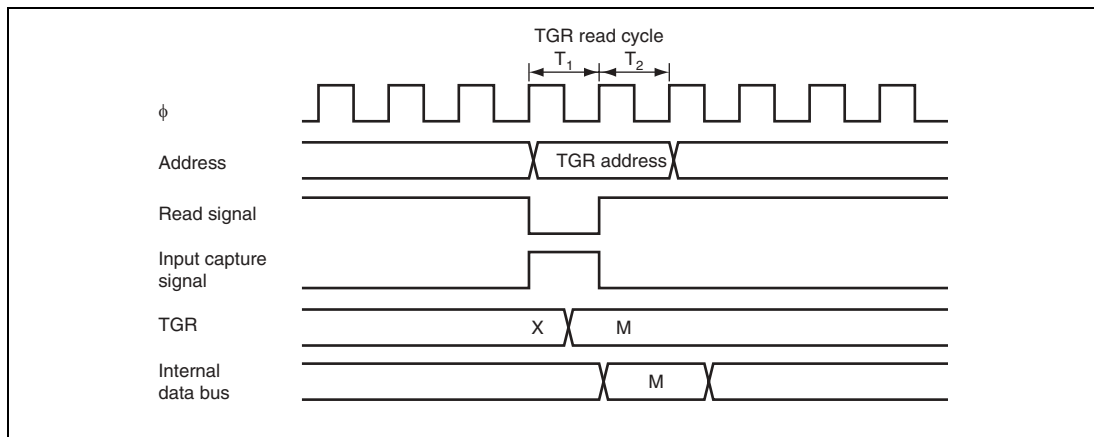 TGR read cycle
T1 T2
ϕ
Address
TGR address
Read signal
Input capture
signal
TGR
X M
Internal
data bus
M